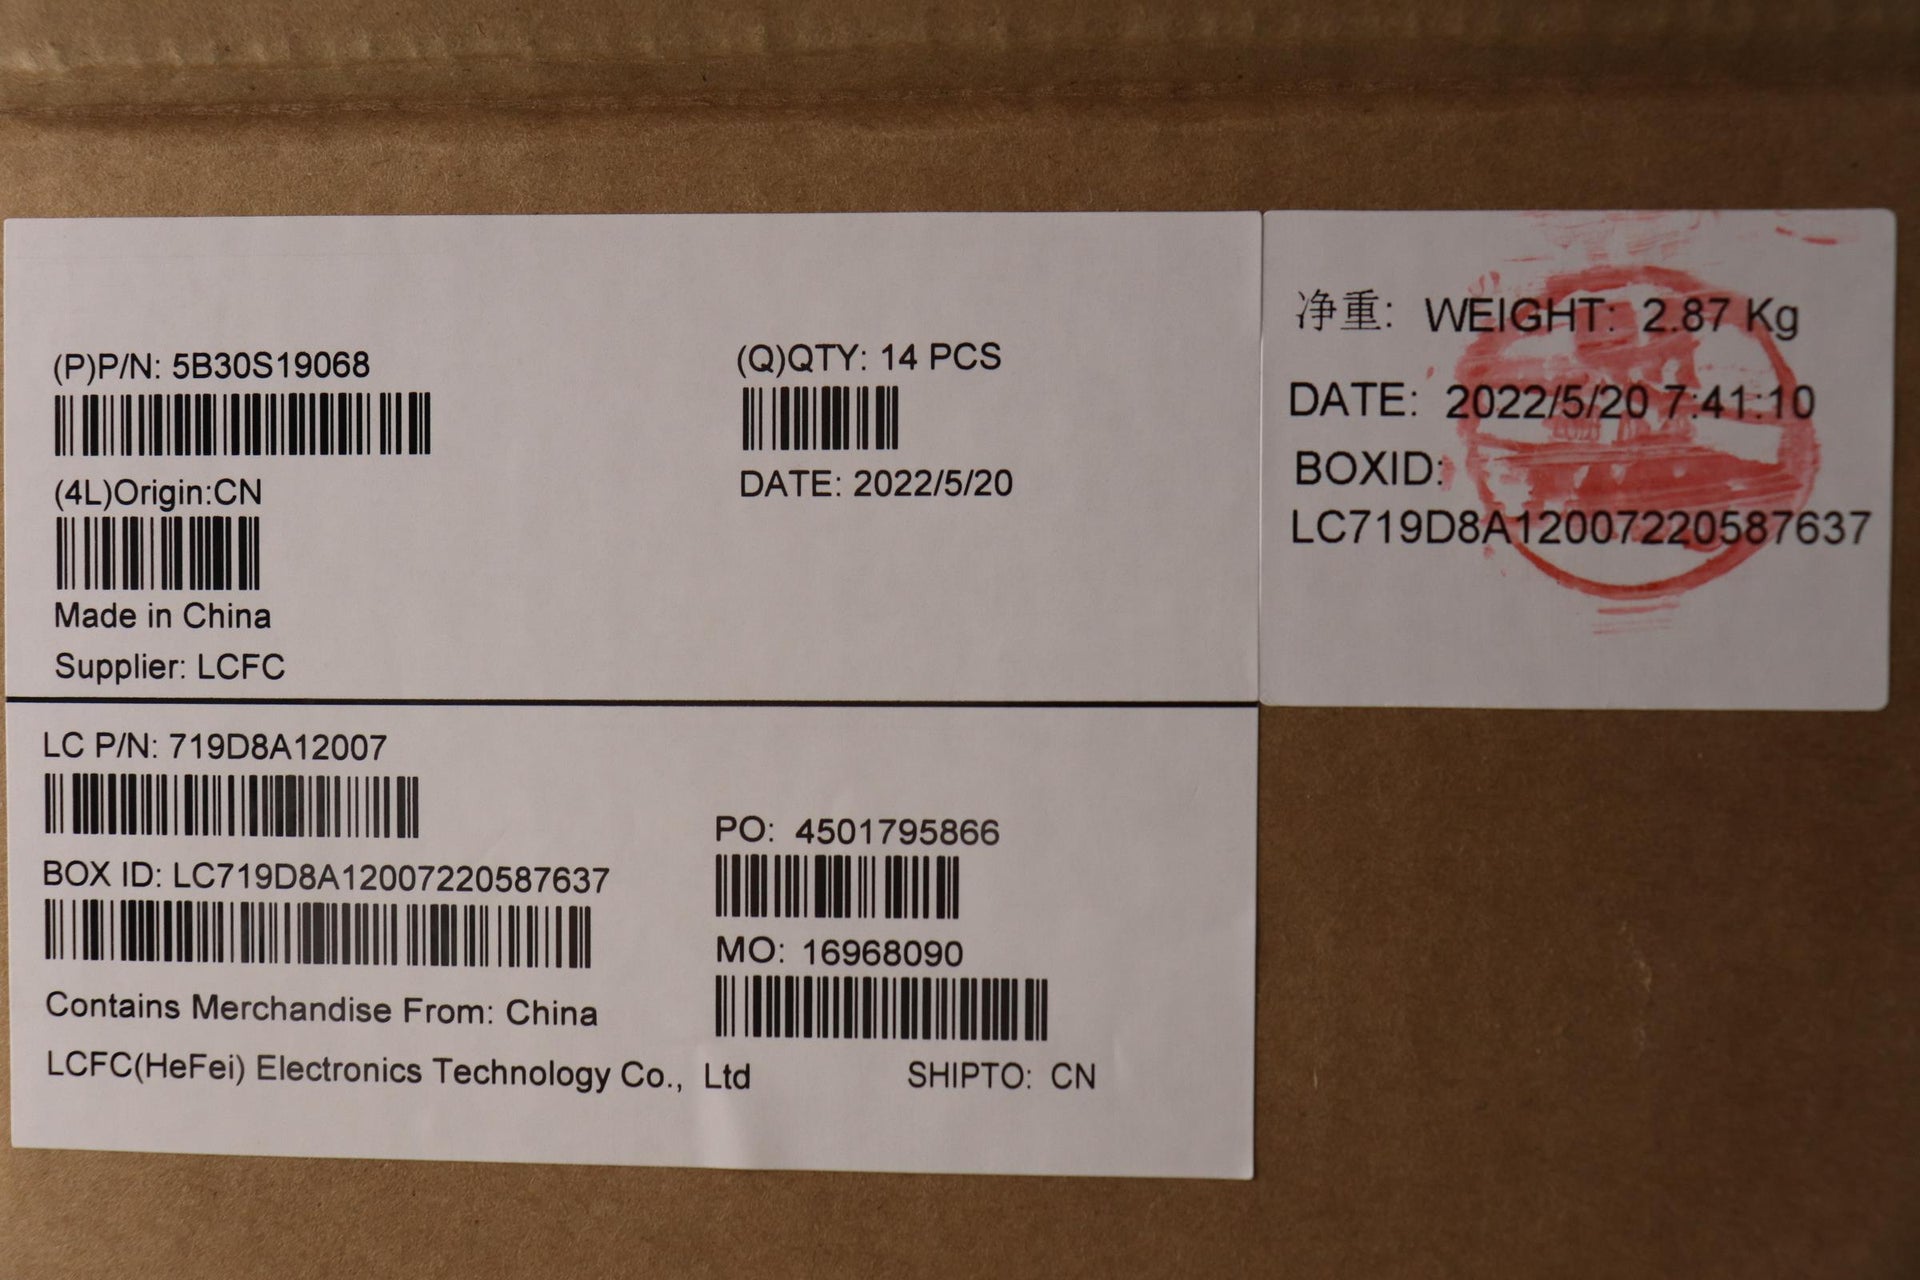 (P)P/N: 5B30S19068
(Q)QTY: 14 PCS
DATE: 2022/5/20
(4L)Origin:CN
Made in China
Supplier: LCFC
LC P/N: 719D8A12007
BOX ID: LC719D8A12007220587637
PO: 4501795866
MO: 16968090
Contains Merchandise From: China
LCFC(HeFei) Electronics Technology Co., Ltd
SHIPTO: CN
净重: WEIGHT: 2.87 Kg
DATE: 2022/5/20 7:41:10
BOXID:
LC719D8A12007220587637